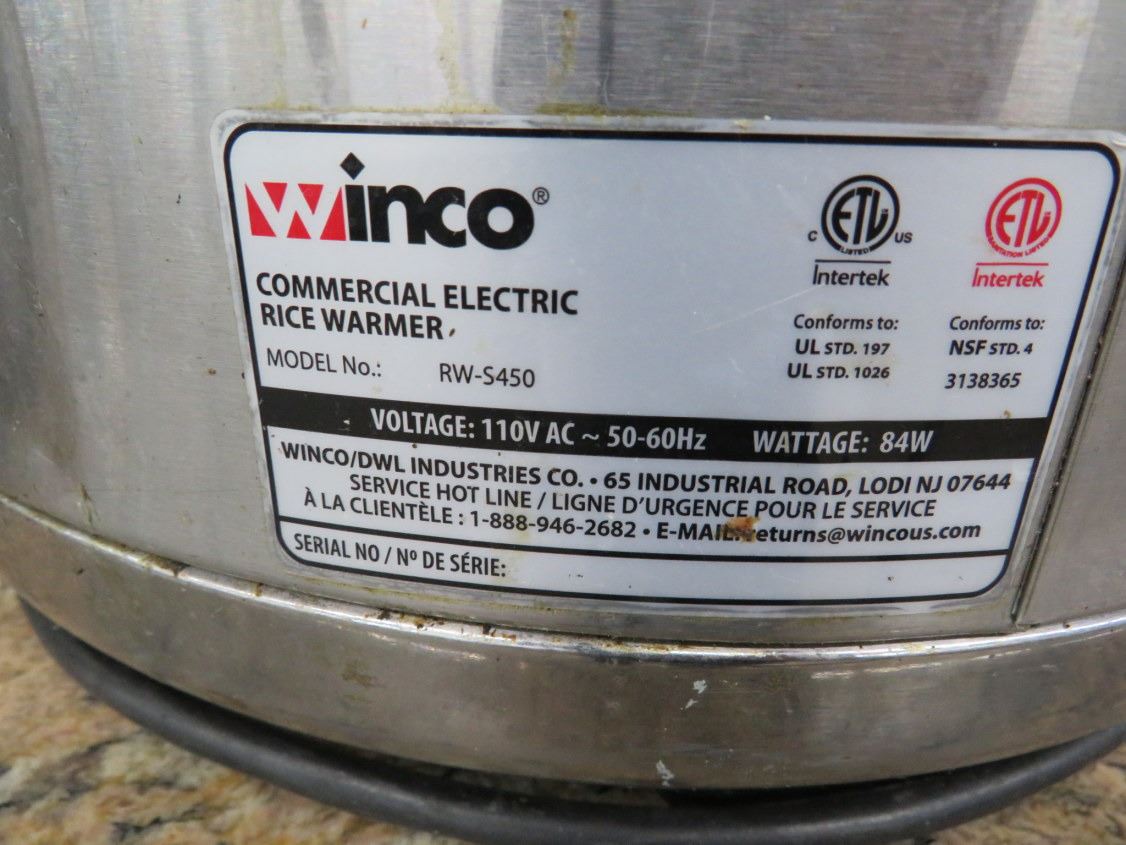 winco®
COMMERCIAL ELECTRIC
RICE WARMER
MODEL No.: RW-S450
C ETL US
LISTED
Intertek
Conforms to:
UL STD. 197
UL STD. 1026
ETL
SANITATION LISTED
Intertek
Conforms to:
NSF STD. 4
3138365
VOLTAGE: 110V AC ~ 50-60Hz WATTAGE: 84W
WINCO/DWL INDUSTRIES CO. • 65 INDUSTRIAL ROAD, LODI NJ 07644
SERVICE HOT LINE / LIGNE D'URGENCE POUR LE SERVICE
À LA CLIENTÈLE : 1-888-946-2682 • E-MAIL: returns@wincous.com
SERIAL NO / Nº DE SÉRIE: